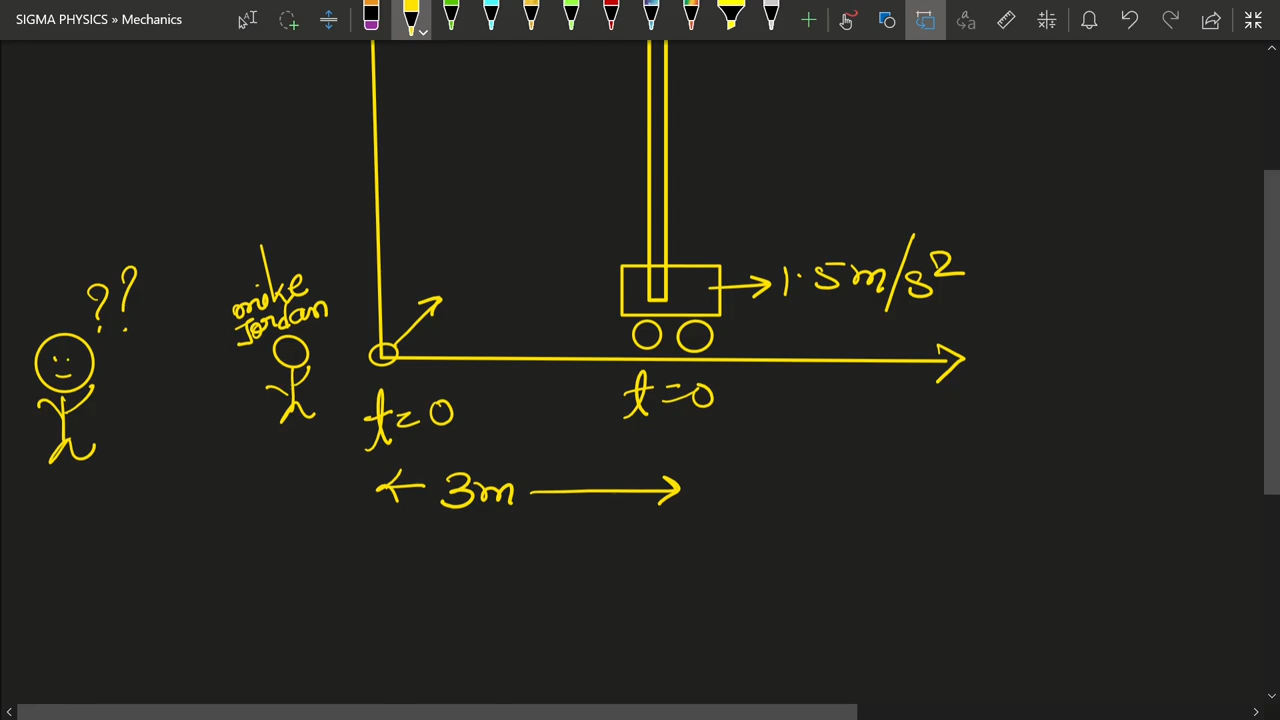 SIGMA PHYSICS » Mechanics
??
mike
Jordan
1.5m/s²
t=0
t=0
3m